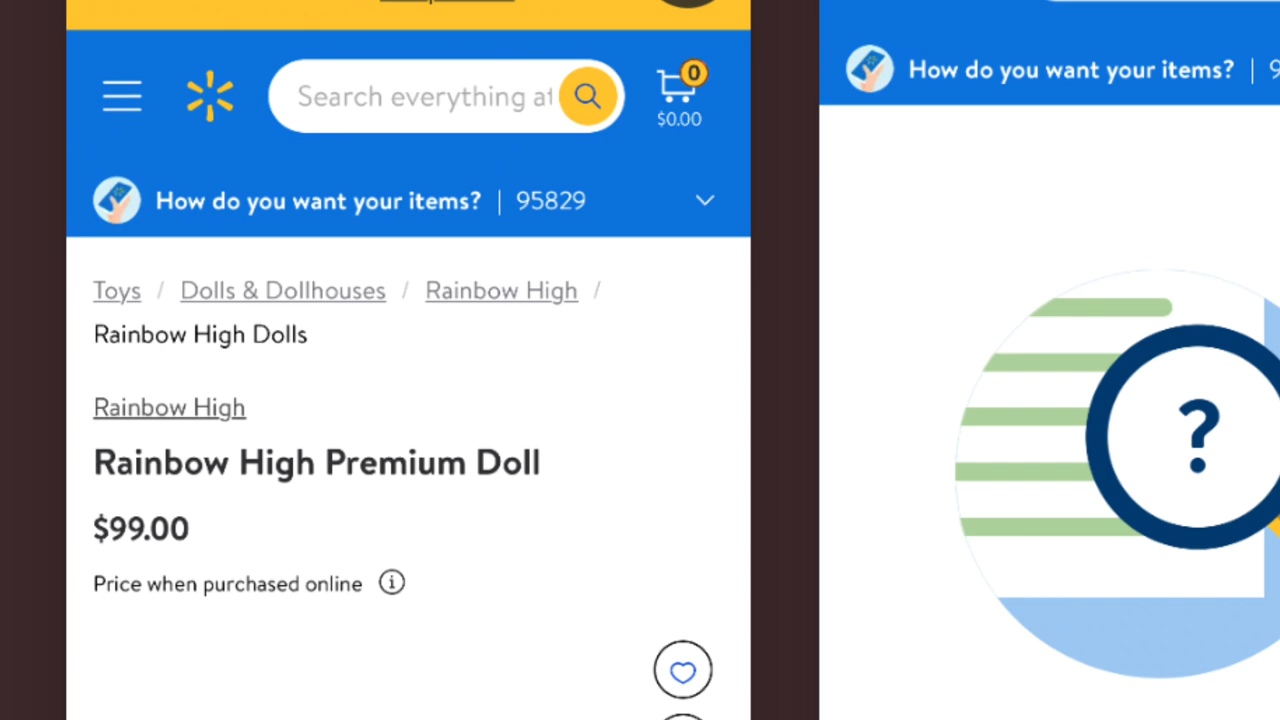 Search everything at
0
$0.00
How do you want your items? | 95829
Toys / Dolls & Dollhouses / Rainbow High /
Rainbow High Dolls
Rainbow High
Rainbow High Premium Doll
$99.00
Price when purchased online
How do you want your items? | 9
?